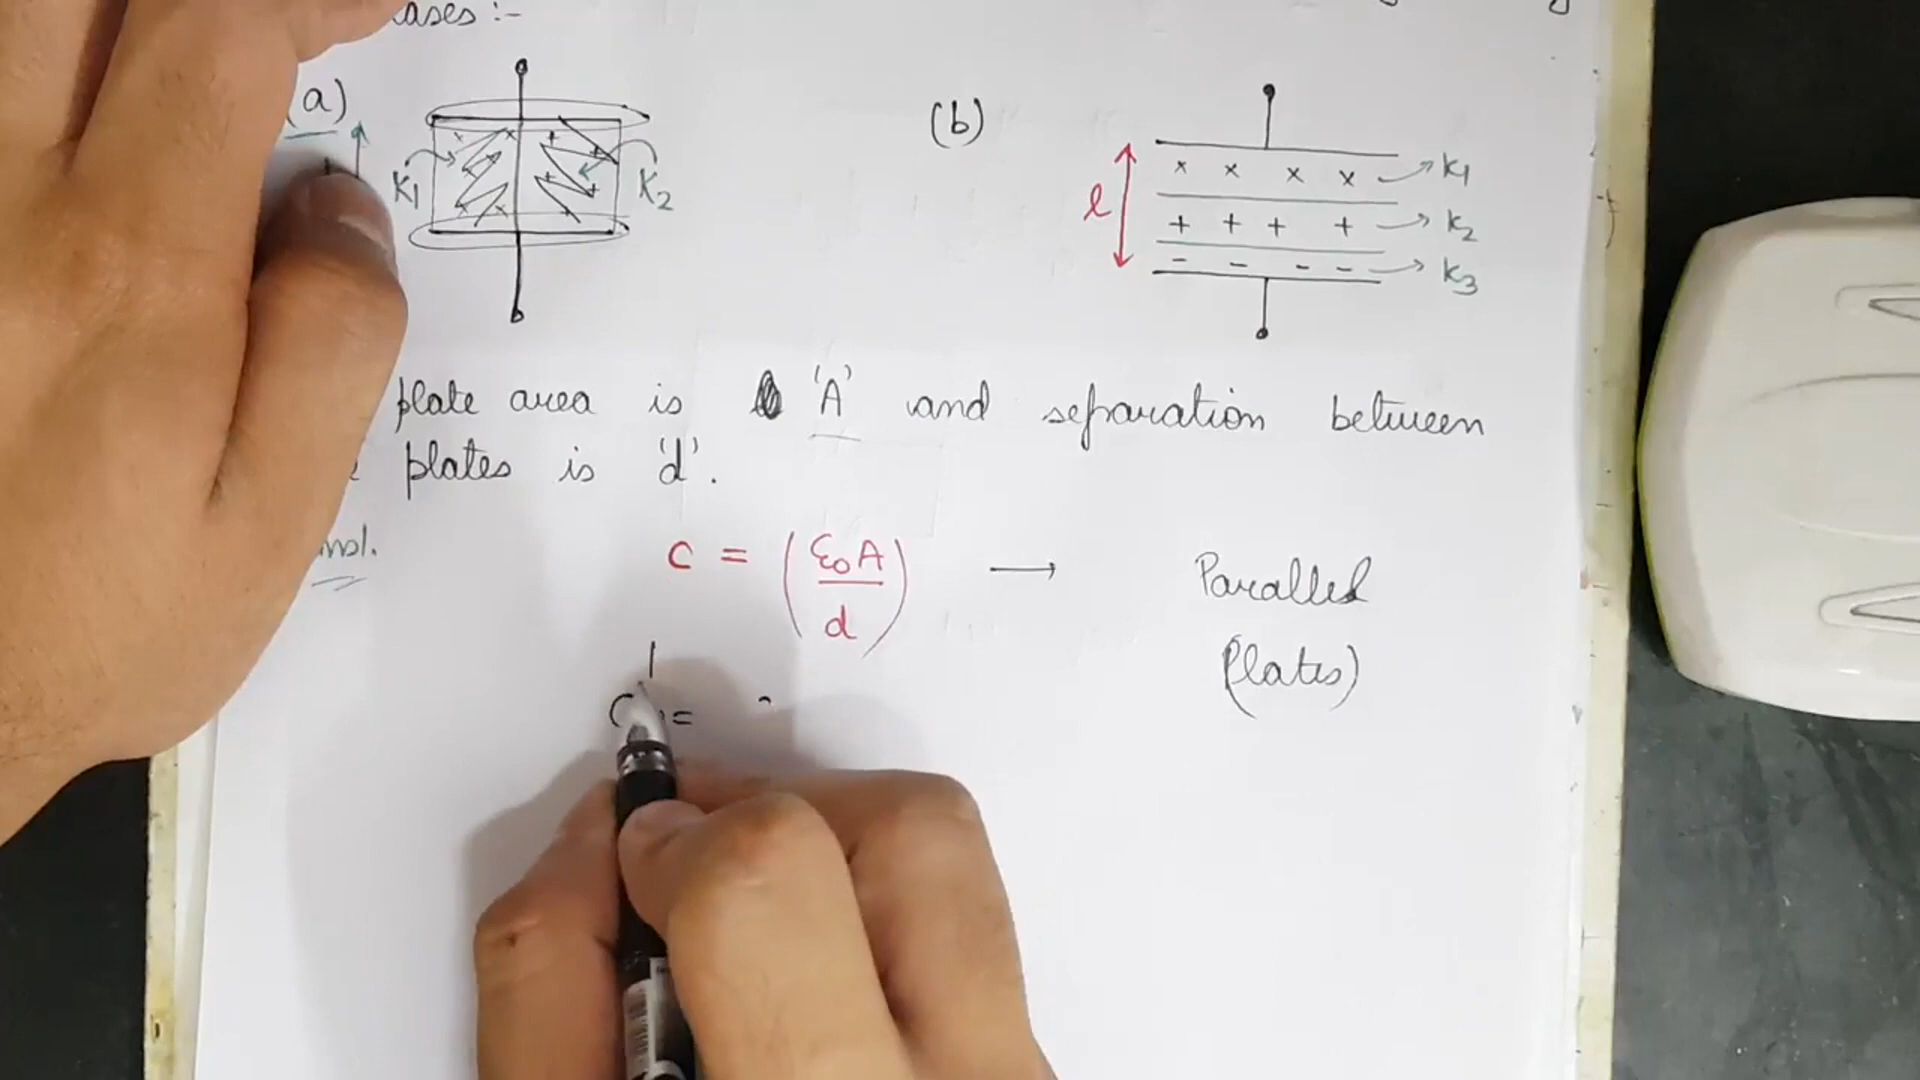 ases :-
(a)
K1
K2
(b)
l
x x x x → K1
+ + + + → K2
- - - - → K3
plate area is 'A' and separation between
plates is 'd'.
C = (ε0A/d) → Parallel
(Plates)
C =